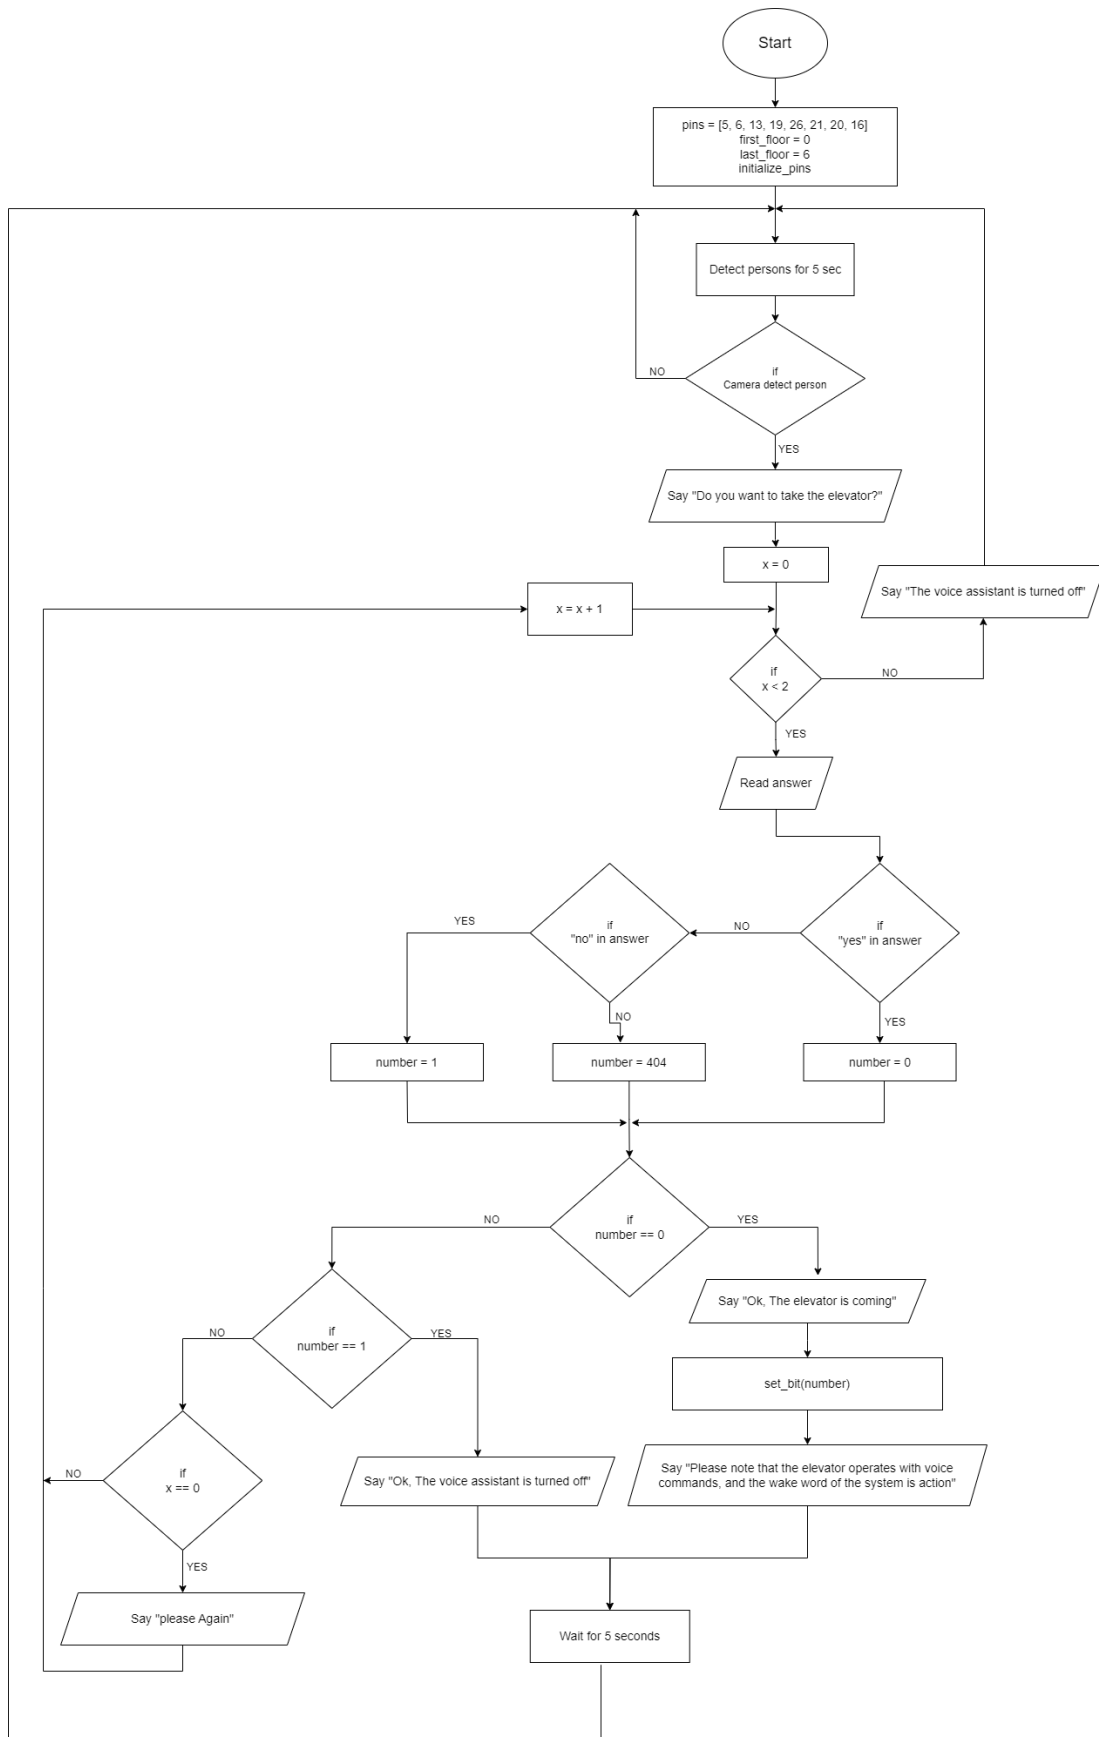 Start
pins = [5, 6, 13, 19, 26, 21, 20, 16]
first_floor = 0
last_floor = 6
initialize_pins
Detect persons for 5 sec
if
Camera detect person
NO
YES
Say "Do you want to take the elevator?"
x = 0
Say "The voice assistant is turned off"
x = x + 1
if
x < 2
NO
YES
Read answer
if
"yes" in answer
NO
YES
if
"no" in answer
YES
NO
number = 1
number = 404
number = 0
if
number == 0
NO
YES
Say "Ok, The elevator is coming"
if
number == 1
NO
YES
set_bit(number)
if
x == 0
NO
YES
Say "Ok, The voice assistant is turned off"
Say "Please note that the elevator operates with voice
commands, and the wake word of the system is action"
Say "please Again"
Wait for 5 seconds